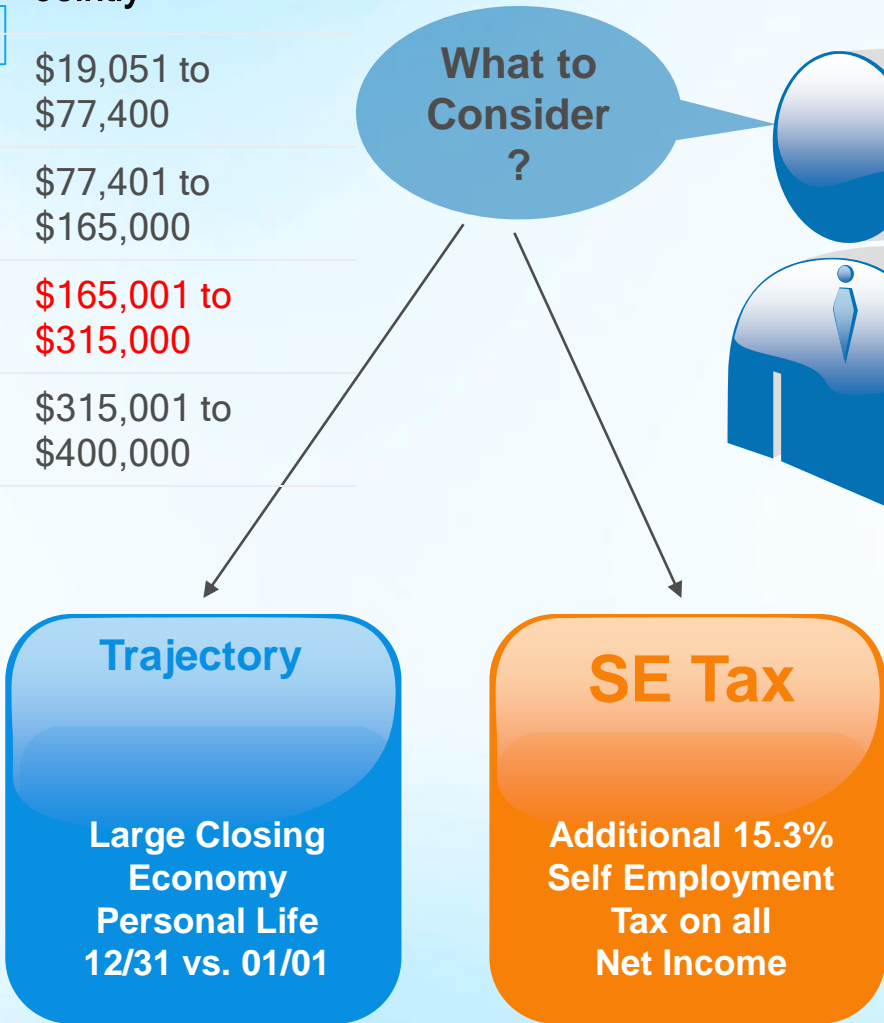 $19,051 to
$77,400
$77,401 to
$165,000
$165,001 to
$315,000
$315,001 to
$400,000
What to
Consider
?
Trajectory
Large Closing
Economy
Personal Life
12/31 vs. 01/01
SE Tax
Additional 15.3%
Self Employment
Tax on all
Net Income